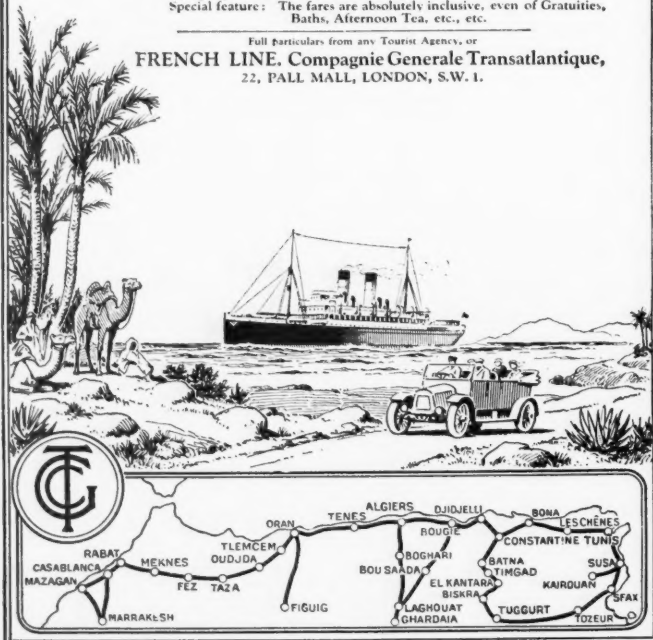 Special feature: The fares are absolutely inclusive, even of Gratuities,
Baths, Afternoon Tea, etc., etc.
Full particulars from any Tourist Agency, or
FRENCH LINE. Compagnie Generale Transatlantique,
22, PALL MALL, LONDON, S.W. 1.
CGT
MAZAGAN
CASABLANCA
RABAT
MARRAKESH
MEKNES
FEZ
TAZA
OUDJDA
TLEMCEM
ORAN
FIGUIG
TENES
ALGIERS
BOGHARI
BOU SAADA
LAGHOUAT
GHARDAIA
BOUGIE
DJIDJELLI
CONSTANTINE
BATNA
TIMGAD
EL KANTARA
BISKRA
TUGGURT
BONA
LES CHÊNES
TUNIS
SUSA
KAIROUAN
SFAX
TOZEUR